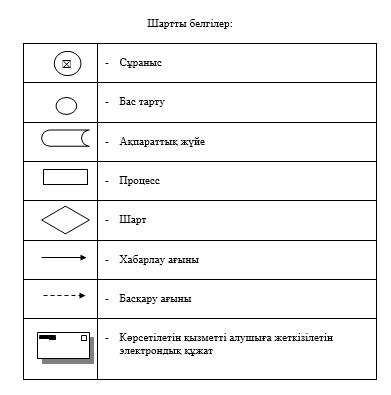 Шартты белгілер:
- Сұраныс
- Бас тарту
- Ақпараттық жүйе
- Процесс
- Шарт
- Хабарлау ағыны
- Басқару ағыны
- Көрсетілетін қызметті алушыға жеткізілетін
электрондық құжат